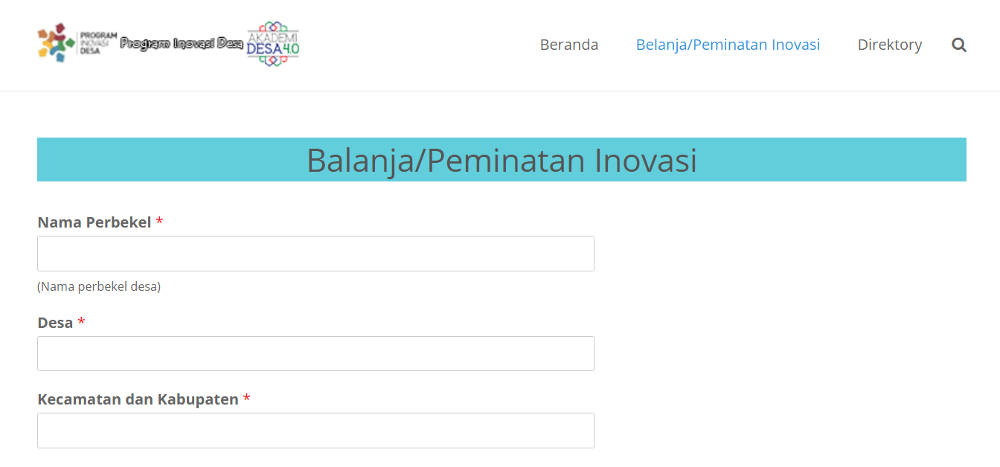 PROGRAM
INOVASI
DESA
Program Inovasi Desa
AKADEMI
DESA 4.0
Beranda
Belanja/Peminatan Inovasi
Direktory
Balanja/Peminatan Inovasi
Nama Perbekel *
(Nama perbekel desa)
Desa *
Kecamatan dan Kabupaten *